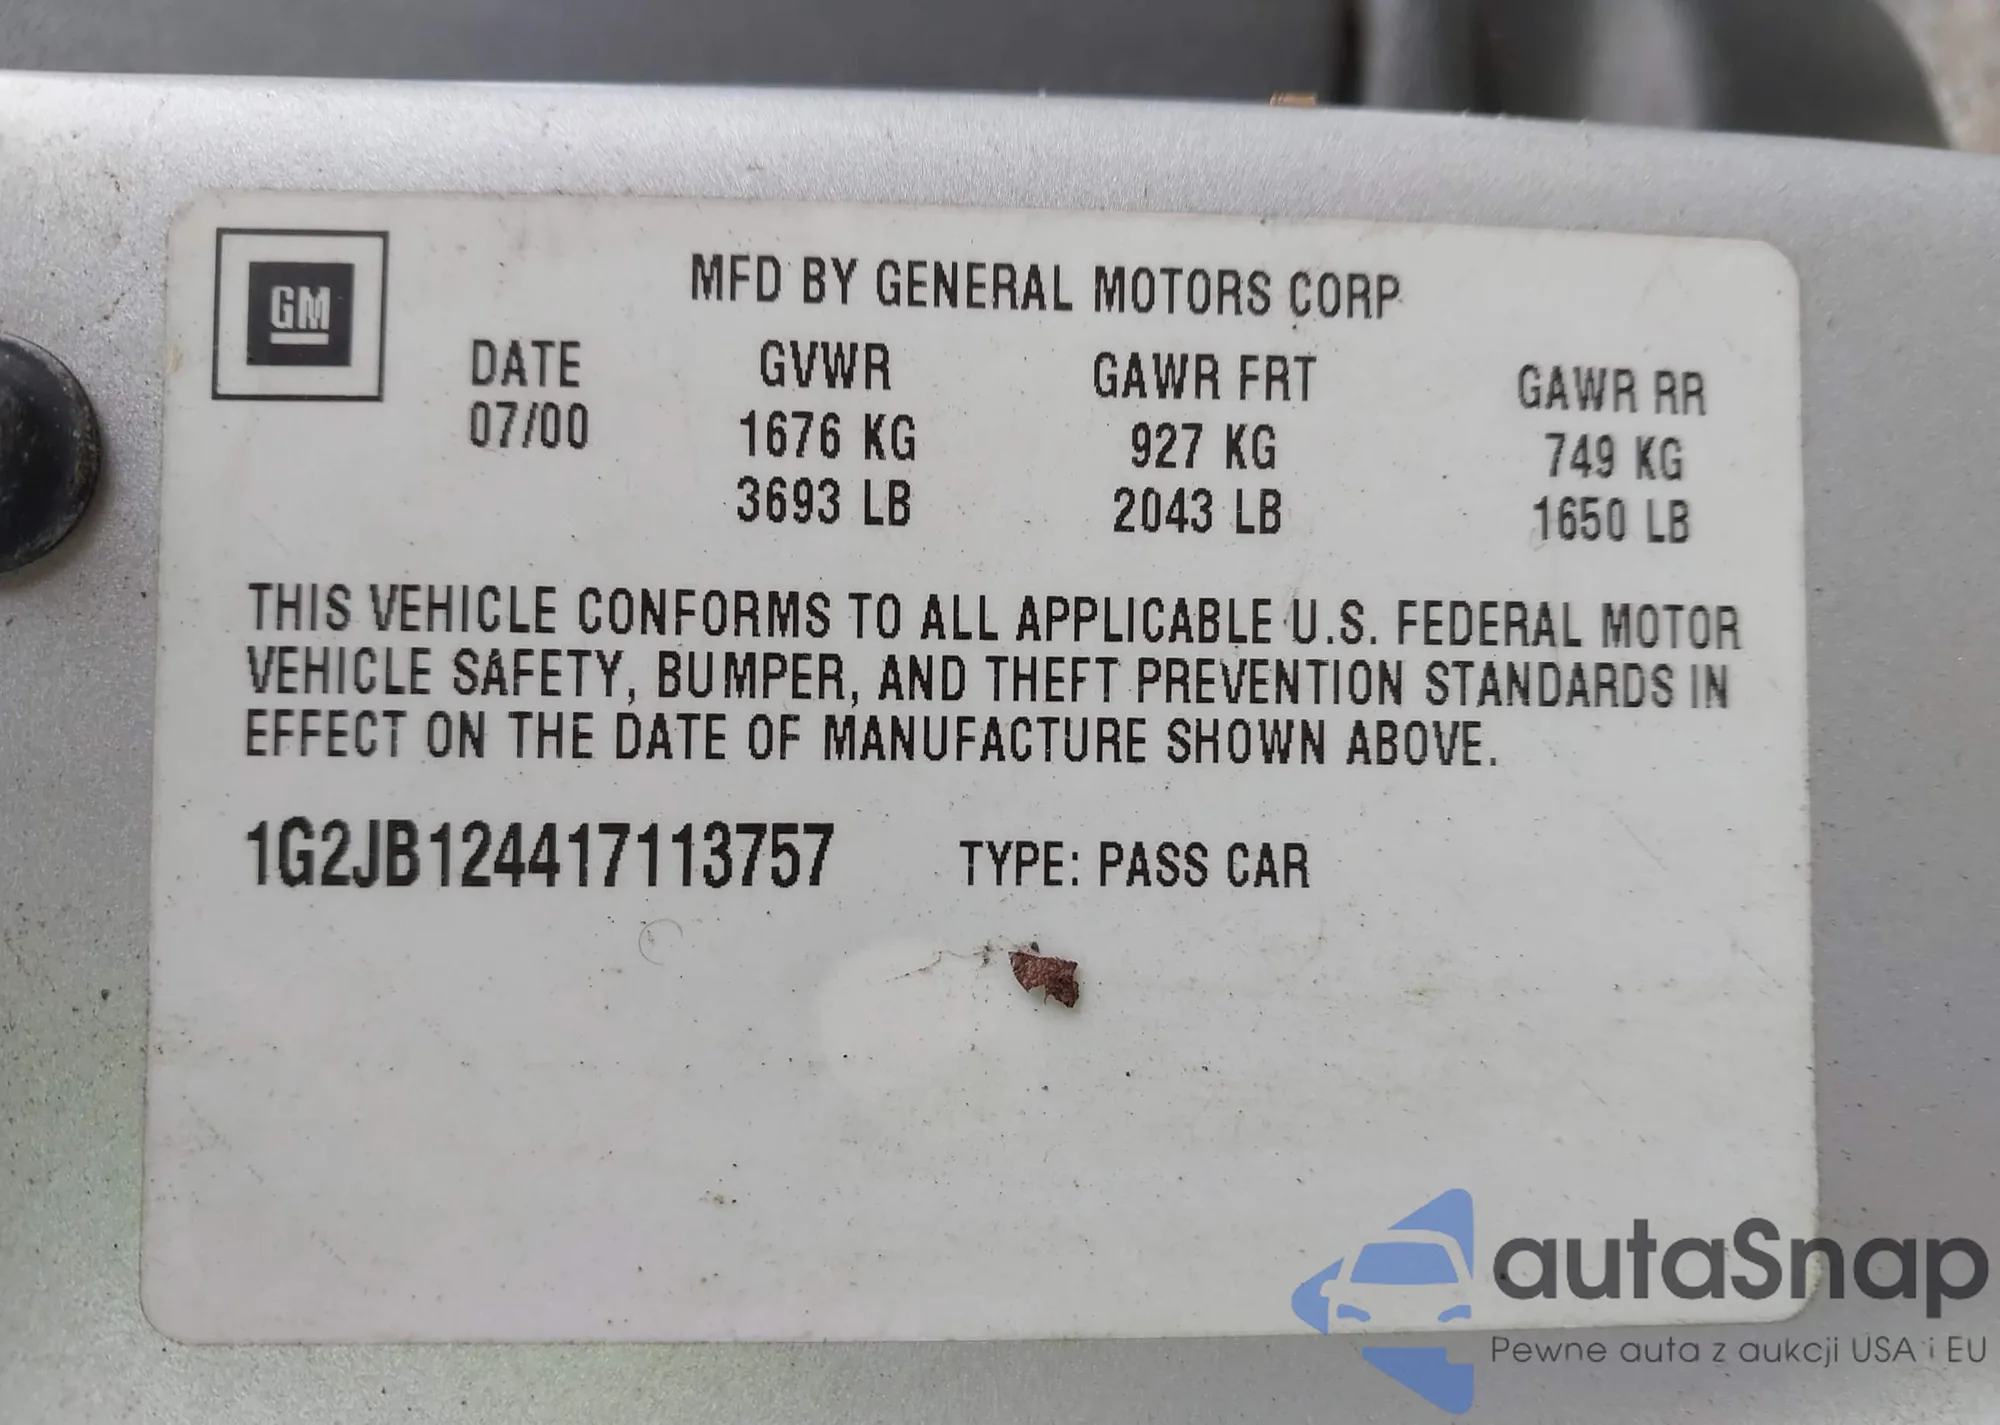 GM
MFD BY GENERAL MOTORS CORP
DATE GVWR GAWR FRT GAWR RR
07/00 1676 KG 927 KG 749 KG
3693 LB 2043 LB 1650 LB
THIS VEHICLE CONFORMS TO ALL APPLICABLE U.S. FEDERAL MOTOR
VEHICLE SAFETY, BUMPER, AND THEFT PREVENTION STANDARDS IN
EFFECT ON THE DATE OF MANUFACTURE SHOWN ABOVE.
1G2JB124417113757 TYPE: PASS CAR
autaSnap
Pewne auta z aukcji USA i EU